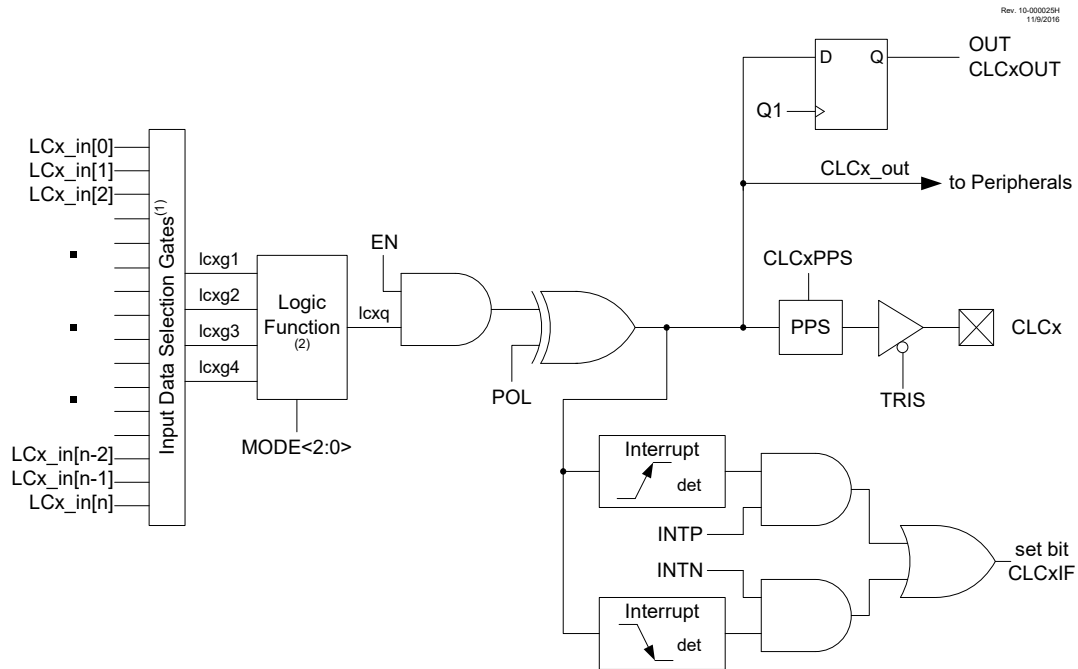 Rev. 10-000025H
11/9/2016
OUT
CLCxOUT
D
Q
Q1
LCx_in[0]
LCx_in[1]
LCx_in[2]
CLCx_out
to Peripherals
Input Data Selection Gates(1)
lcxg1
lcxg2
lcxg3
lcxg4
Logic
Function
(2)
lcxq
EN
CLCxPPS
PPS
CLCx
POL
TRIS
MODE<2:0>
LCx_in[n-2]
LCx_in[n-1]
LCx_in[n]
Interrupt
det
INTP
INTN
set bit
CLCxIF
Interrupt
det